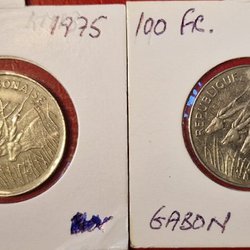 1975
100 FR.
GABON
REPUBLIQUE